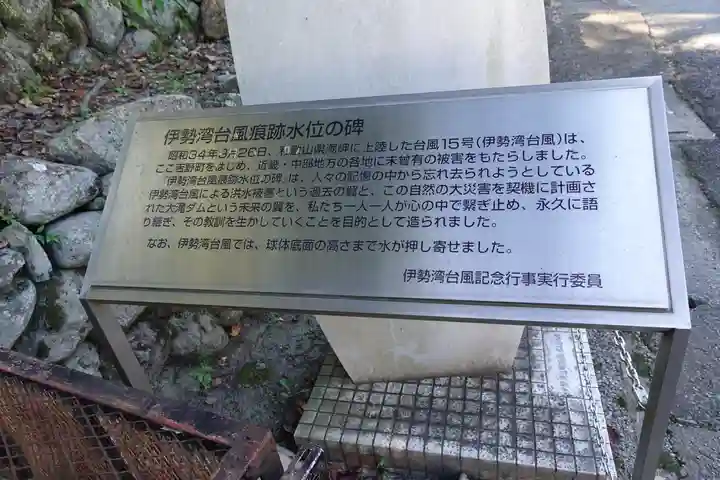 伊勢湾台風痕跡水位の碑
昭和34年9月26日、和歌山県潮岬に上陸した台風15号(伊勢湾台風)は、
ここ吉野町をはじめ、近畿・中部地方の各地に未曾有の被害をもたらしました。
「伊勢湾台風痕跡水位の碑」は、人々の記憶の中から忘れ去られようとしている
伊勢湾台風による洪水被害という過去の翼と、この自然の大災害を契機に計画さ
れた大滝ダムという未来の翼を、私たち一人一人が心の中で繋ぎ止め、永久に語
り継ぎ、その教訓を生かしていくことを目的として造られました。
なお、伊勢湾台風では、球体底面の高さまで水が押し寄せました。
伊勢湾台風記念行事実行委員